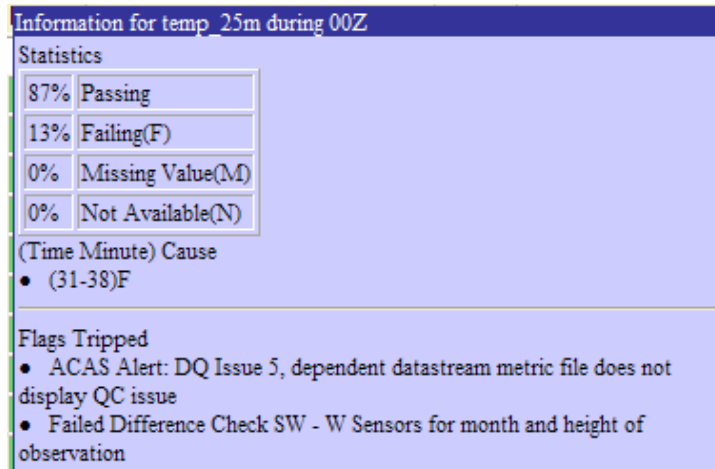 Information for temp_25m during 00Z
Statistics
87% Passing
13% Failing(F)
0% Missing Value(M)
0% Not Available(N)
(Time Minute) Cause
● (31-38)F
Flags Tripped
● ACAS Alert: DQ Issue 5, dependent datastream metric file does not
display QC issue
● Failed Difference Check SW - W Sensors for month and height of
observation